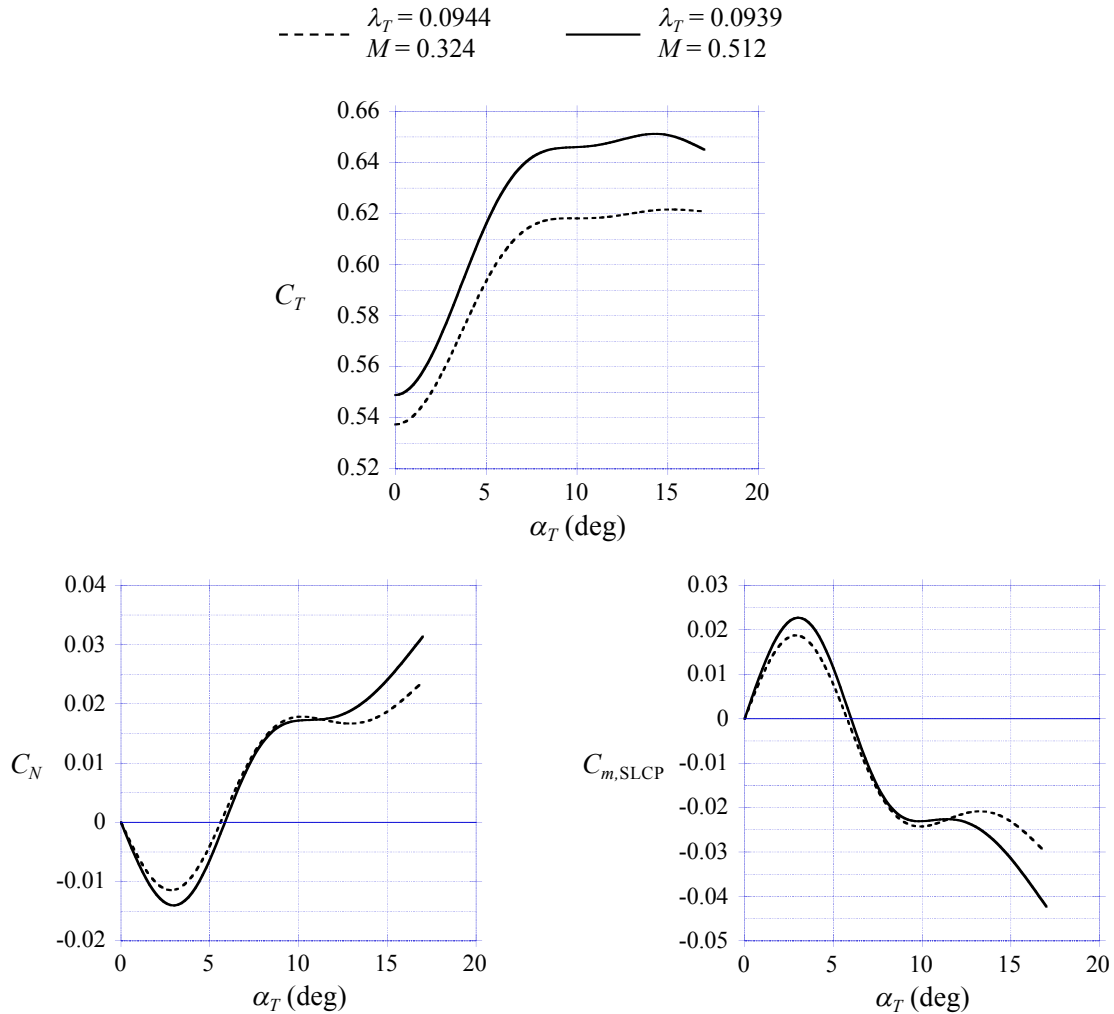 λT = 0.0944
M = 0.324
λT = 0.0939
M = 0.512
0.66
0.64
0.62
0.60
0.58
0.56
0.54
0.52
CT
0 5 10 15 20
αT (deg)
0.04
0.03
0.02
0.01
0
-0.01
-0.02
CN
0 5 10 15 20
αT (deg)
0.03
0.02
0.01
0
-0.01
-0.02
-0.03
-0.04
-0.05
Cm,SLCP
0 5 10 15 20
αT (deg)